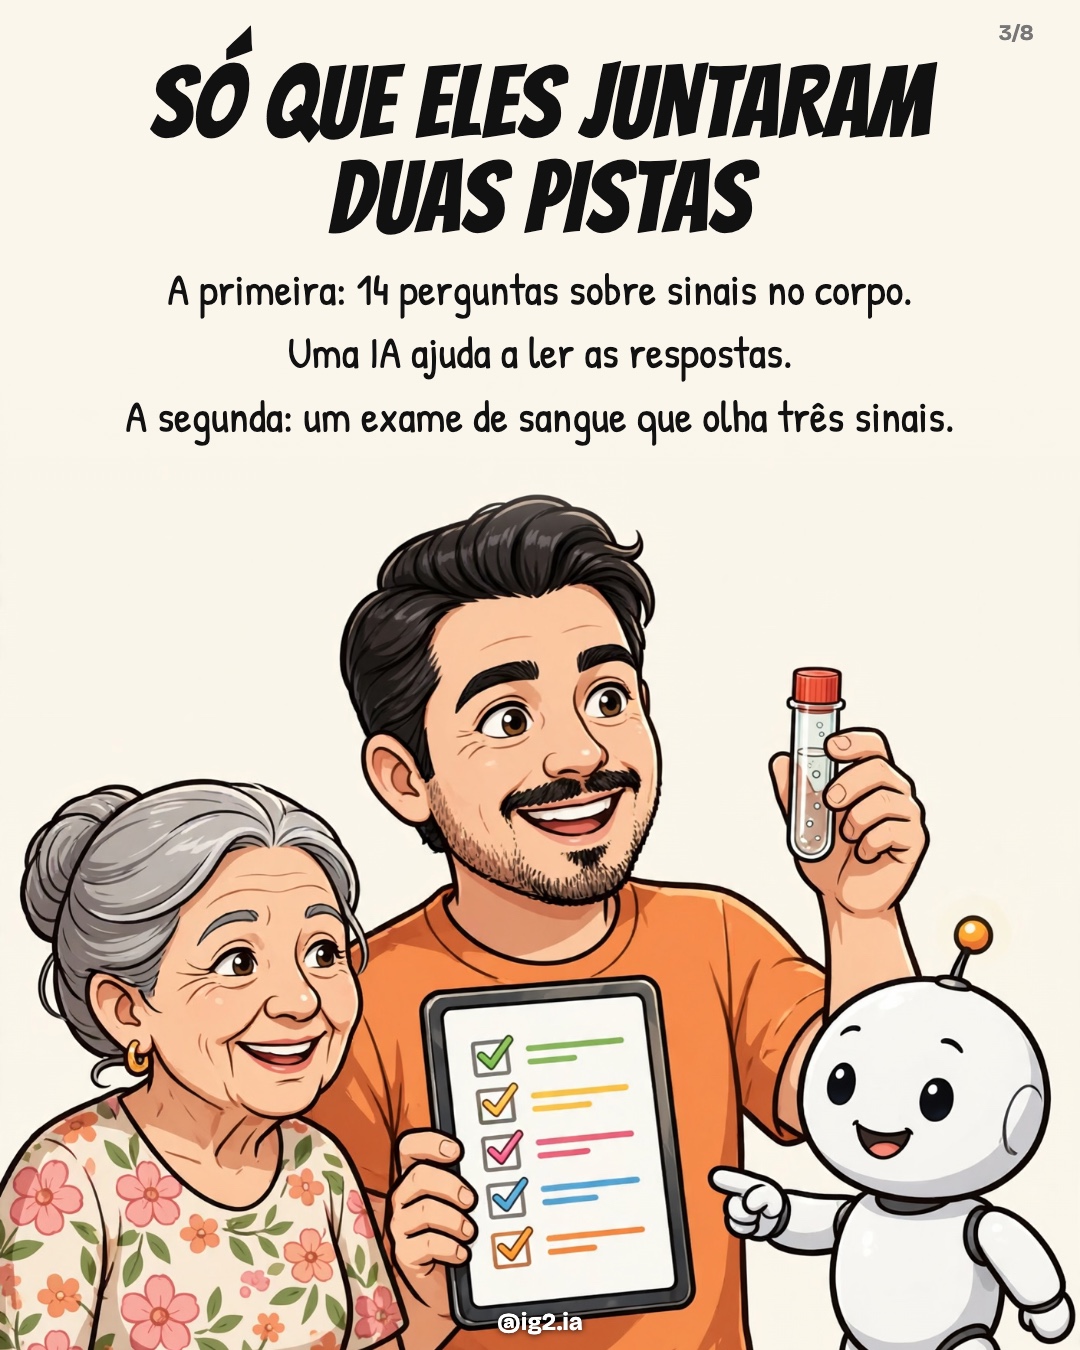 3/8
SÓ QUE ELES JUNTARAM
DUAS PISTAS
A primeira: 14 perguntas sobre sinais no corpo.
Uma IA ajuda a ler as respostas.
A segunda: um exame de sangue que olha três sinais.
@ig2.ia